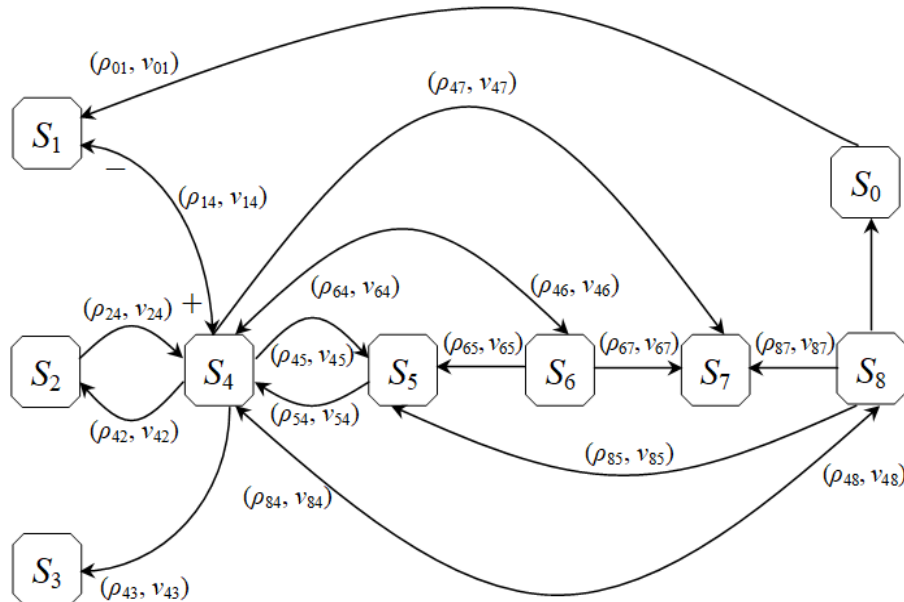 (ρ₀₁, v₀₁)
(ρ₄₇, v₄₇)
S₁
−
(ρ₁₄, v₁₄)
S₀
(ρ₂₄, v₂₄)
+
(ρ₆₄, v₆₄)
(ρ₄₆, v₄₆)
S₂
S₄
(ρ₄₅, v₄₅)
S₅
(ρ₆₅, v₆₅)
S₆
(ρ₆₇, v₆₇)
S₇
(ρ₈₇, v₈₇)
S₈
(ρ₄₂, v₄₂)
(ρ₅₄, v₅₄)
(ρ₈₅, v₈₅)
(ρ₄₈, v₄₈)
(ρ₈₄, v₈₄)
S₃
(ρ₄₃, v₄₃)